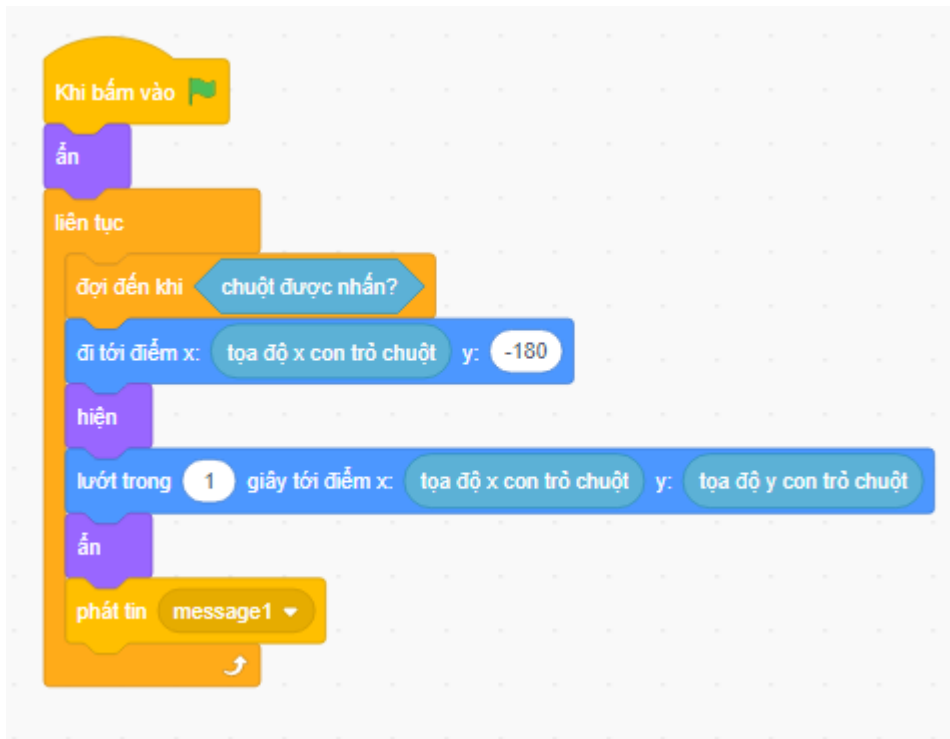 Khi bấm vào
ẩn
liên tục
đợi đến khi chuột được nhấn?
đi tới điểm x: tọa độ x con trỏ chuột y: -180
hiện
lướt trong 1 giây tới điểm x: tọa độ x con trỏ chuột y: tọa độ y con trỏ chuột
ẩn
phát tin message1